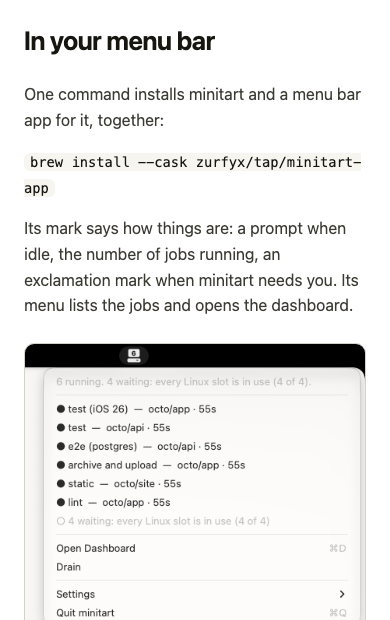 In your menu bar
One command installs minitart and a menu bar
app for it, together:
brew install --cask zurfyx/tap/minitart-
app
Its mark says how things are: a prompt when
idle, the number of jobs running, an
exclamation mark when minitart needs you. Its
menu lists the jobs and opens the dashboard.
6
6 running. 4 waiting: every Linux slot is in use (4 of 4).
● test (iOS 26) — octo/app · 55s
● test — octo/api · 55s
● e2e (postgres) — octo/api · 55s
● archive and upload — octo/app · 55s
● static — octo/site · 55s
● lint — octo/app · 55s
○ 4 waiting: every Linux slot is in use (4 of 4)
Open Dashboard ⌘D
Drain
Settings >
Quit minitart ⌘Q